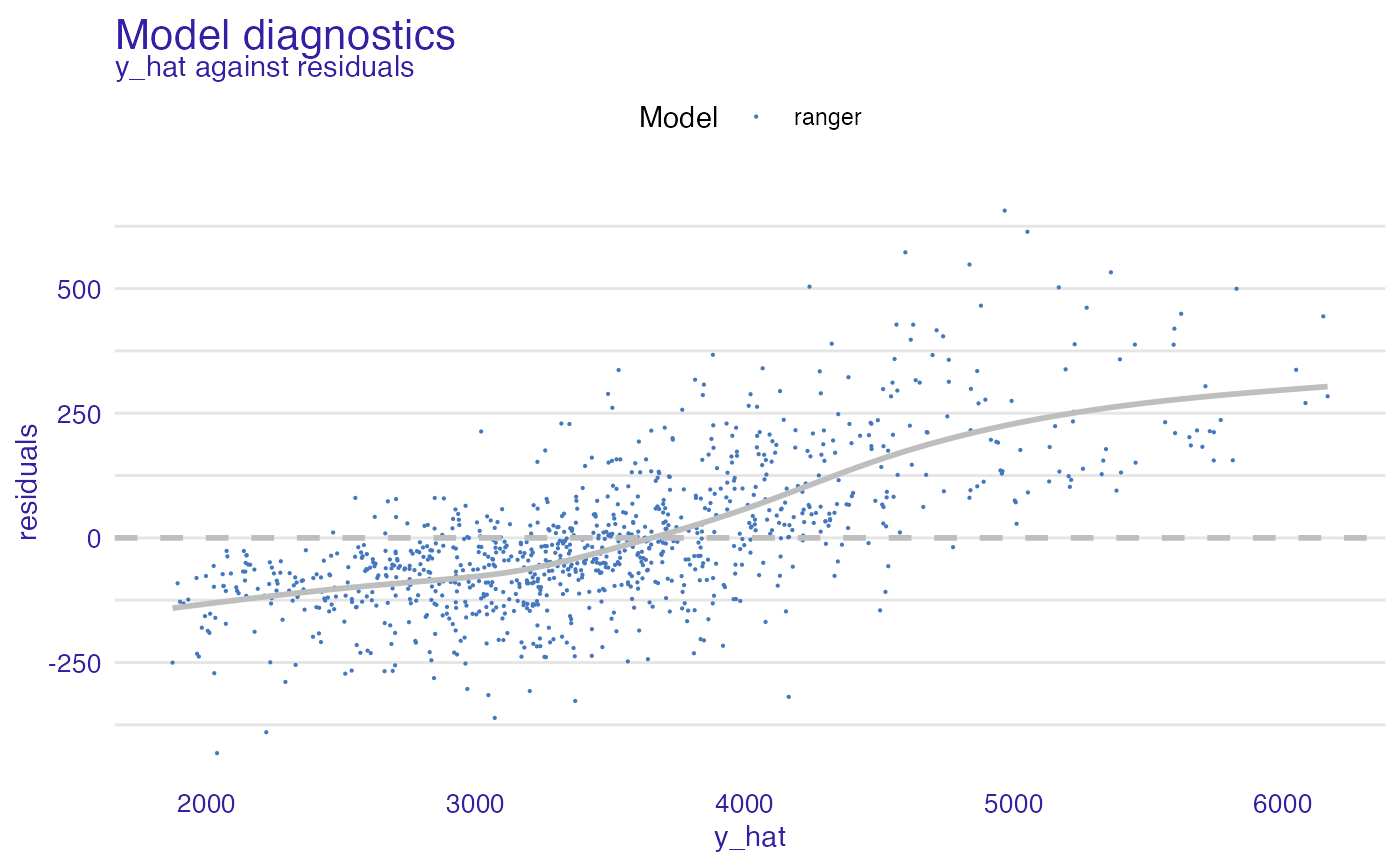 Model diagnostics
y_hat against residuals
Model ranger
500
250
0
-250
residuals
2000 3000 4000 5000 6000
y_hat